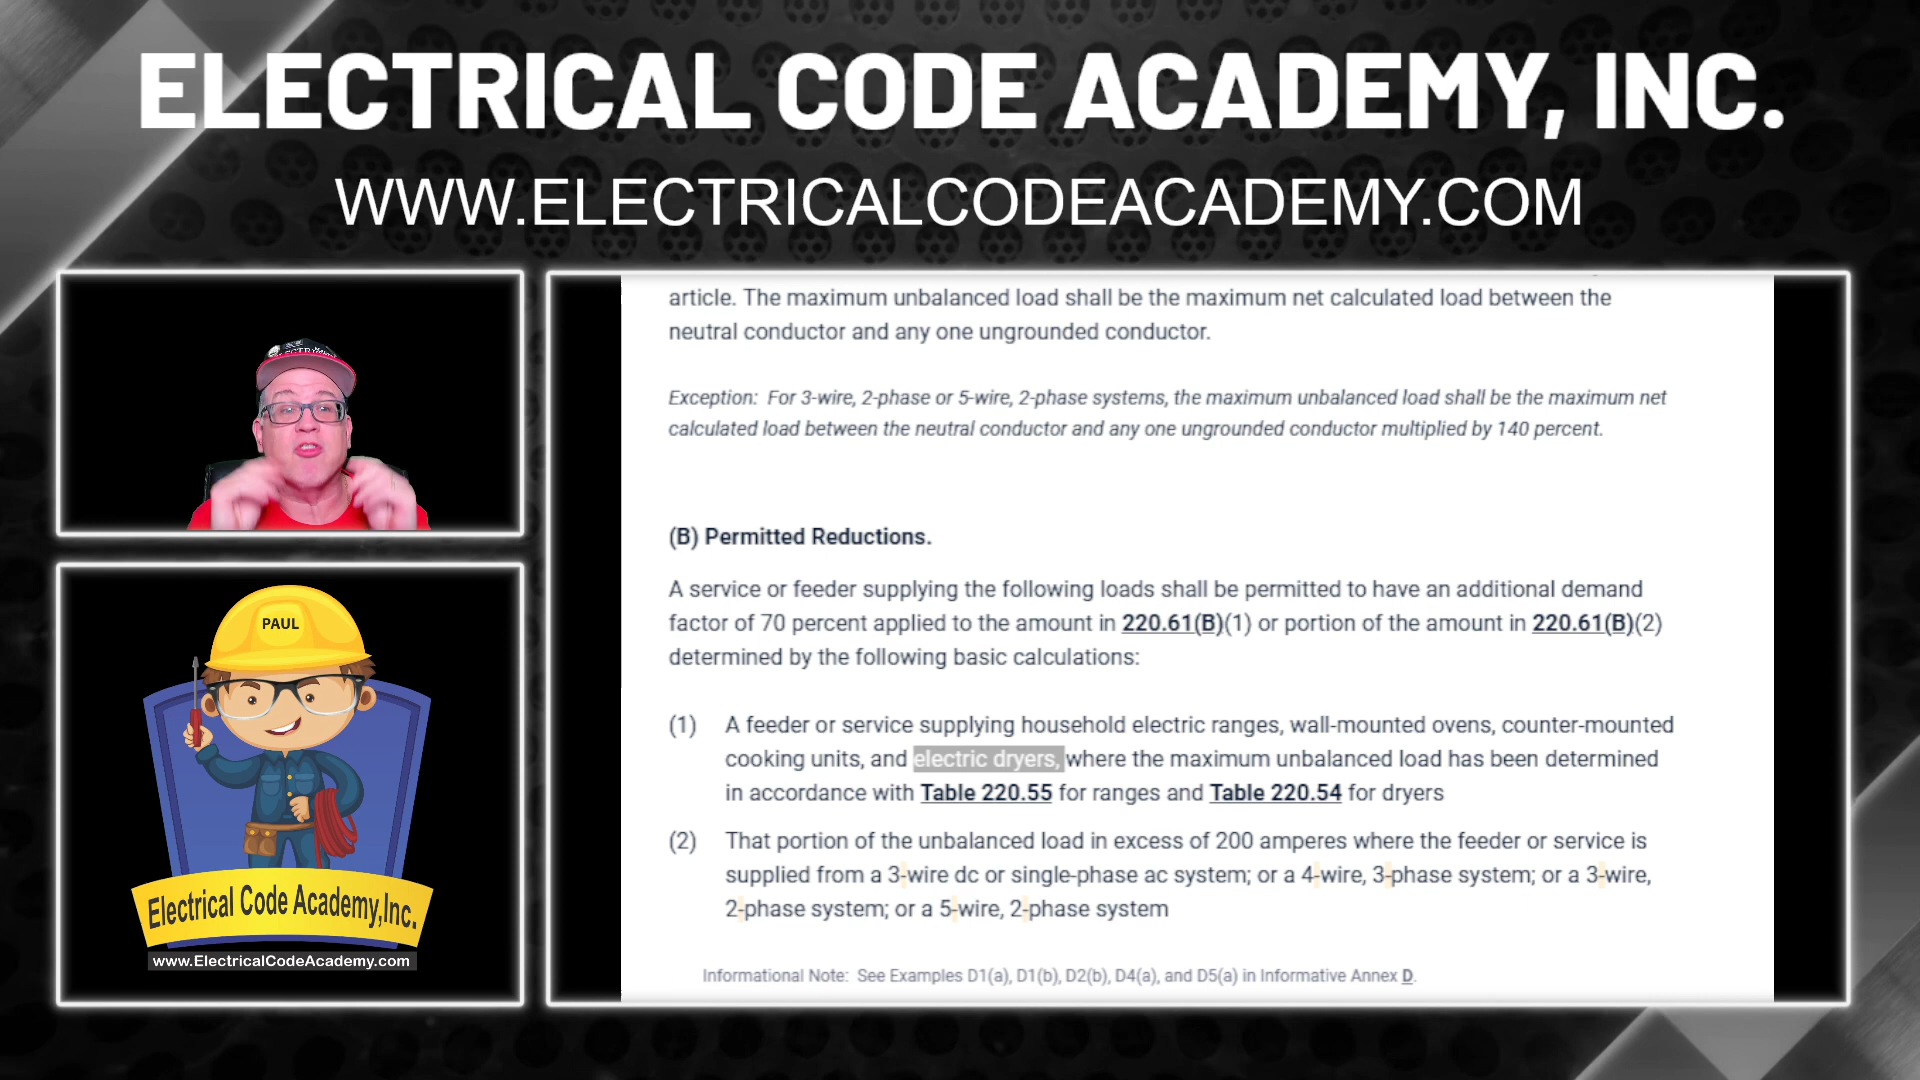 ELECTRICAL CODE ACADEMY, INC.
WWW.ELECTRICALCODEACADEMY.COM
article. The maximum unbalanced load shall be the maximum net calculated load between the
neutral conductor and any one ungrounded conductor.
Exception: For 3-wire, 2-phase or 5-wire, 2-phase systems, the maximum unbalanced load shall be the maximum net
calculated load between the neutral conductor and any one ungrounded conductor multiplied by 140 percent.
(B) Permitted Reductions.
A service or feeder supplying the following loads shall be permitted to have an additional demand
factor of 70 percent applied to the amount in 220.61(B)(1) or portion of the amount in 220.61(B)(2)
determined by the following basic calculations:
(1) A feeder or service supplying household electric ranges, wall-mounted ovens, counter-mounted
cooking units, and electric dryers, where the maximum unbalanced load has been determined
in accordance with Table 220.55 for ranges and Table 220.54 for dryers
(2) That portion of the unbalanced load in excess of 200 amperes where the feeder or service is
supplied from a 3-wire dc or single-phase ac system; or a 4-wire, 3-phase system; or a 3-wire,
2-phase system; or a 5-wire, 2-phase system
Informational Note: See Examples D1(a), D1(b), D2(b), D4(a), and D5(a) in Informative Annex D.
PAUL
Electrical Code Academy,Inc.
www.ElectricalCodeAcademy.com